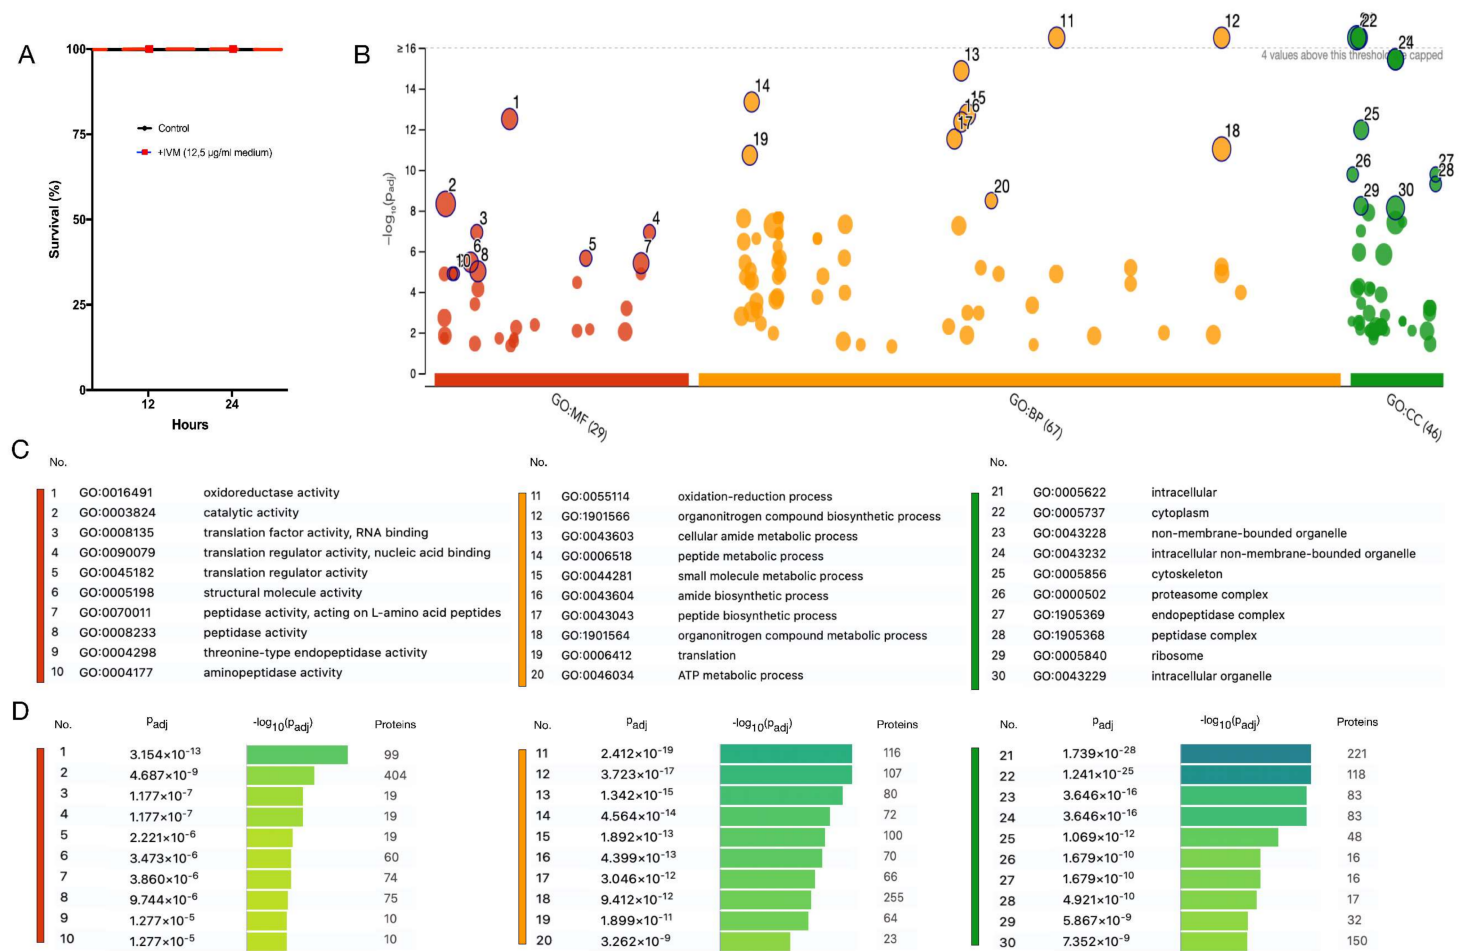 A
100
75
50
25
0
Survival (%)
12
24
Hours
Control
+IVM (12,5 µg/ml medium)
B
≥16
14
12
10
8
6
4
2
0
-log10(padj)
4 values above this threshold are capped
1
2
3
4
5
6
7
8
10
11
12
13
14
15
16
17
18
19
20
22
24
25
26
27
28
29
30
GO:MF (29)
GO:BP (67)
GO:CC (46)
C
No.
1 GO:0016491 oxidoreductase activity
2 GO:0003824 catalytic activity
3 GO:0008135 translation factor activity, RNA binding
4 GO:0090079 translation regulator activity, nucleic acid binding
5 GO:0045182 translation regulator activity
6 GO:0005198 structural molecule activity
7 GO:0070011 peptidase activity, acting on L-amino acid peptides
8 GO:0008233 peptidase activity
9 GO:0004298 threonine-type endopeptidase activity
10 GO:0004177 aminopeptidase activity
No.
11 GO:0055114 oxidation-reduction process
12 GO:1901566 organonitrogen compound biosynthetic process
13 GO:0043603 cellular amide metabolic process
14 GO:0006518 peptide metabolic process
15 GO:0044281 small molecule metabolic process
16 GO:0043604 amide biosynthetic process
17 GO:0043043 peptide biosynthetic process
18 GO:1901564 organonitrogen compound metabolic process
19 GO:0006412 translation
20 GO:0046034 ATP metabolic process
No.
21 GO:0005622 intracellular
22 GO:0005737 cytoplasm
23 GO:0043228 non-membrane-bounded organelle
24 GO:0043232 intracellular non-membrane-bounded organelle
25 GO:0005856 cytoskeleton
26 GO:0000502 proteasome complex
27 GO:1905369 endopeptidase complex
28 GO:1905368 peptidase complex
29 GO:0005840 ribosome
30 GO:0043229 intracellular organelle
D
No. padj -log10(padj) Proteins
1 3.154×10-13 99
2 4.687×10-9 404
3 1.177×10-7 19
4 1.177×10-7 19
5 2.221×10-6 19
6 3.473×10-6 60
7 3.860×10-6 74
8 9.744×10-6 75
9 1.277×10-5 10
10 1.277×10-5 10
No. padj -log10(padj) Proteins
11 2.412×10-19 116
12 3.723×10-17 107
13 1.342×10-15 80
14 4.564×10-14 72
15 1.892×10-13 100
16 4.399×10-13 70
17 3.046×10-12 66
18 9.412×10-12 255
19 1.899×10-11 64
20 3.262×10-9 23
No. padj -log10(padj) Proteins
21 1.739×10-28 221
22 1.241×10-25 118
23 3.646×10-16 83
24 3.646×10-16 83
25 1.069×10-12 48
26 1.679×10-10 16
27 1.679×10-10 16
28 4.921×10-10 17
29 5.867×10-9 32
30 7.352×10-9 150